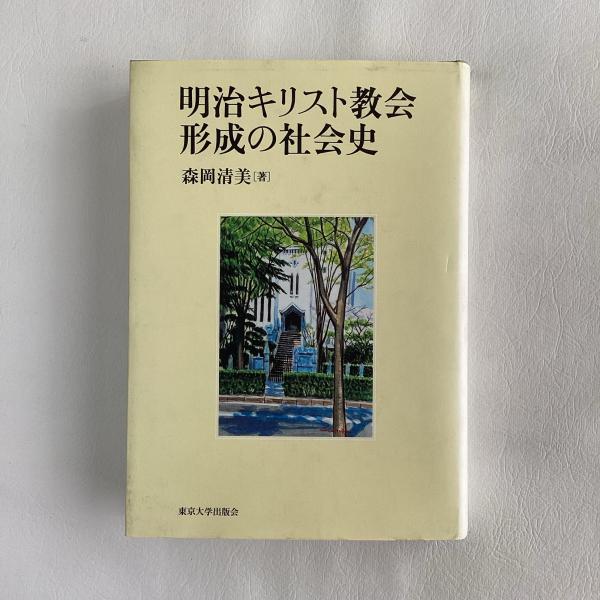 明治キリスト教会
形成の社会史
森岡清美[著]
東京大学出版会